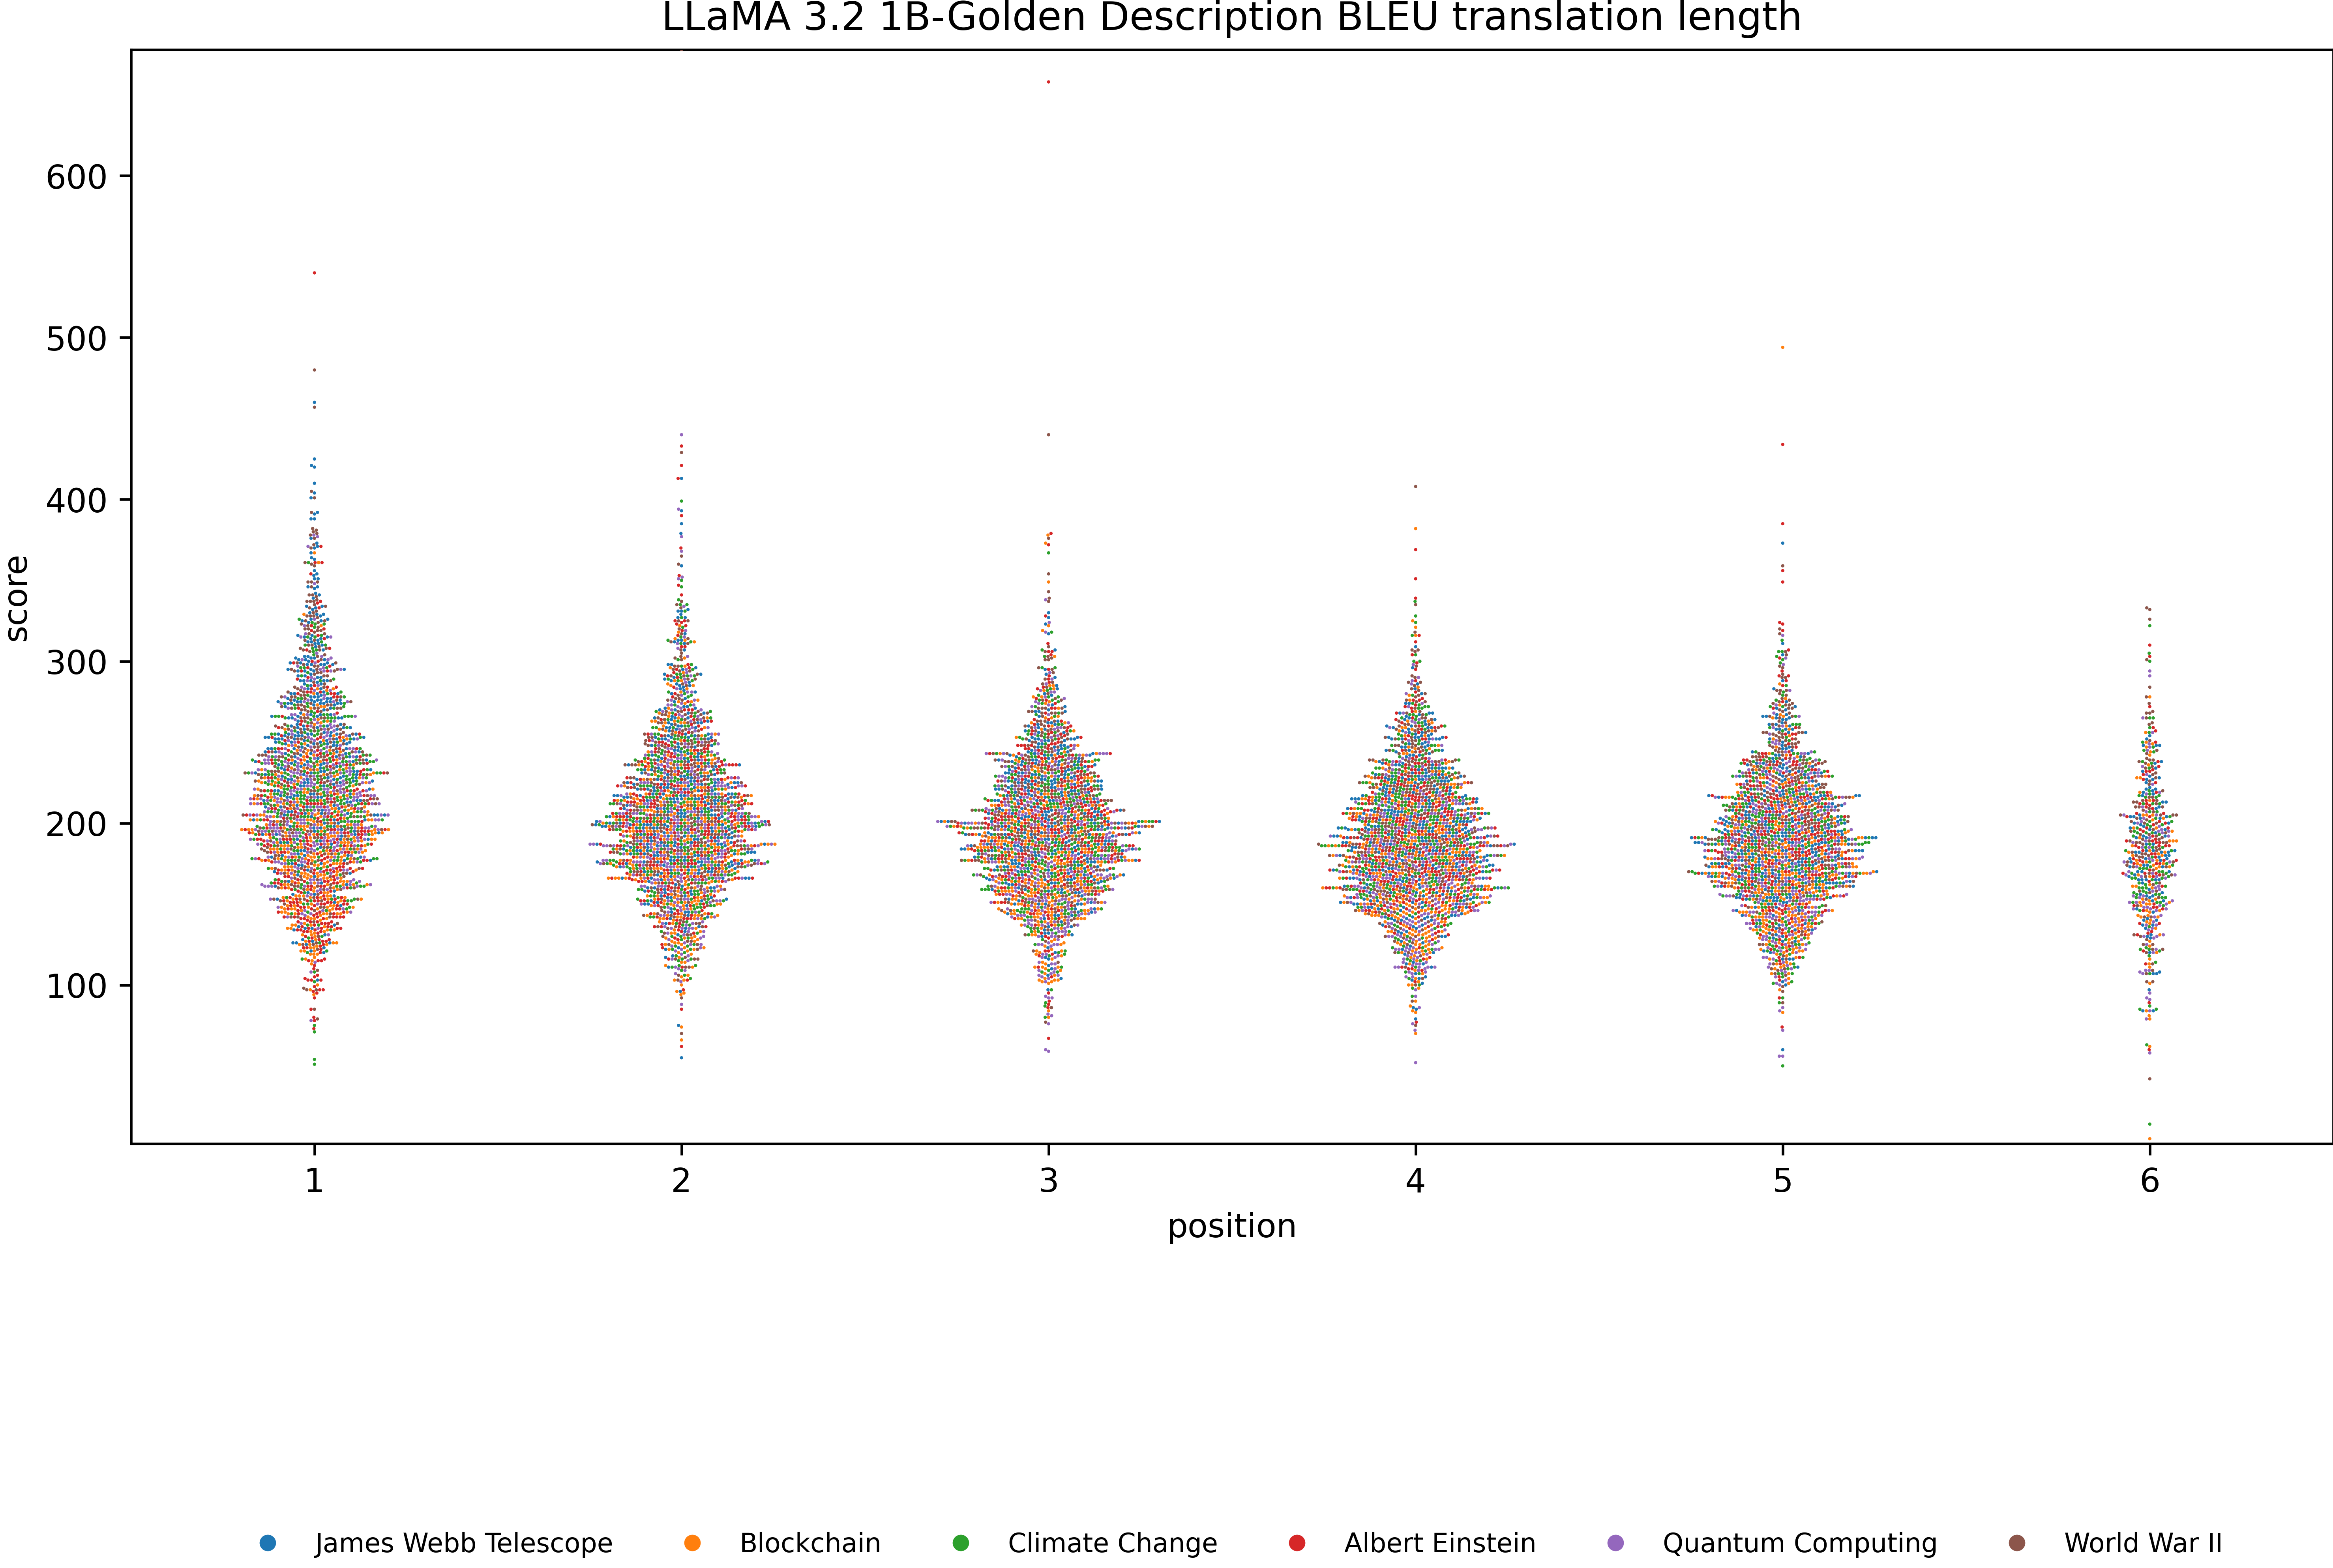 LLaMA 3.2 1B-Golden Description BLEU translation length
600
500
400
300
200
100
score
1 2 3 4 5 6
position
James Webb Telescope Blockchain Climate Change Albert Einstein Quantum Computing World War II